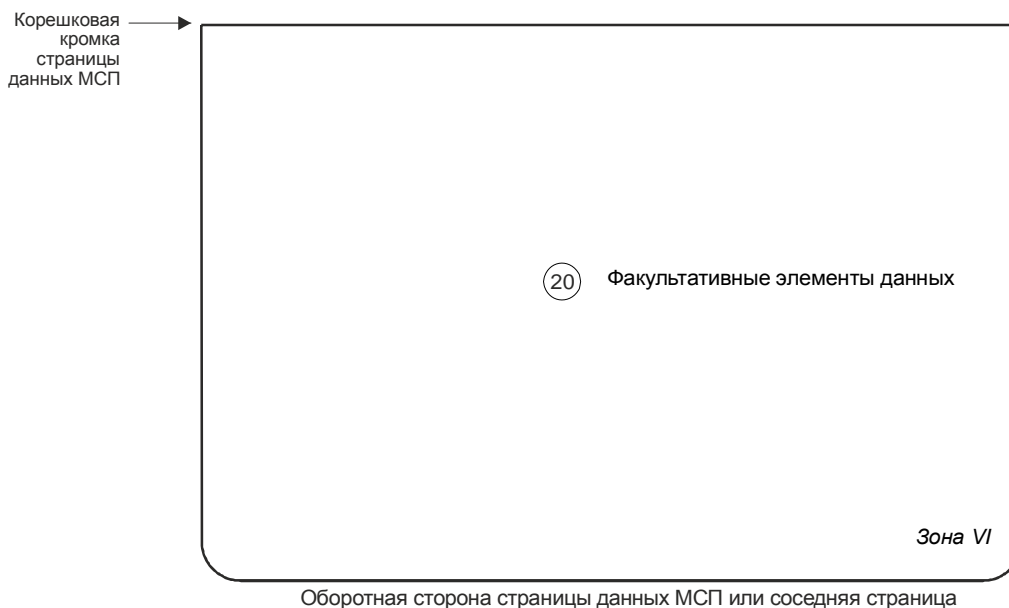 Корешковая
кромка
страницы
данных МСП
20 Факультативные элементы данных
Зона VI
Оборотная сторона страницы данных МСП или соседняя страница